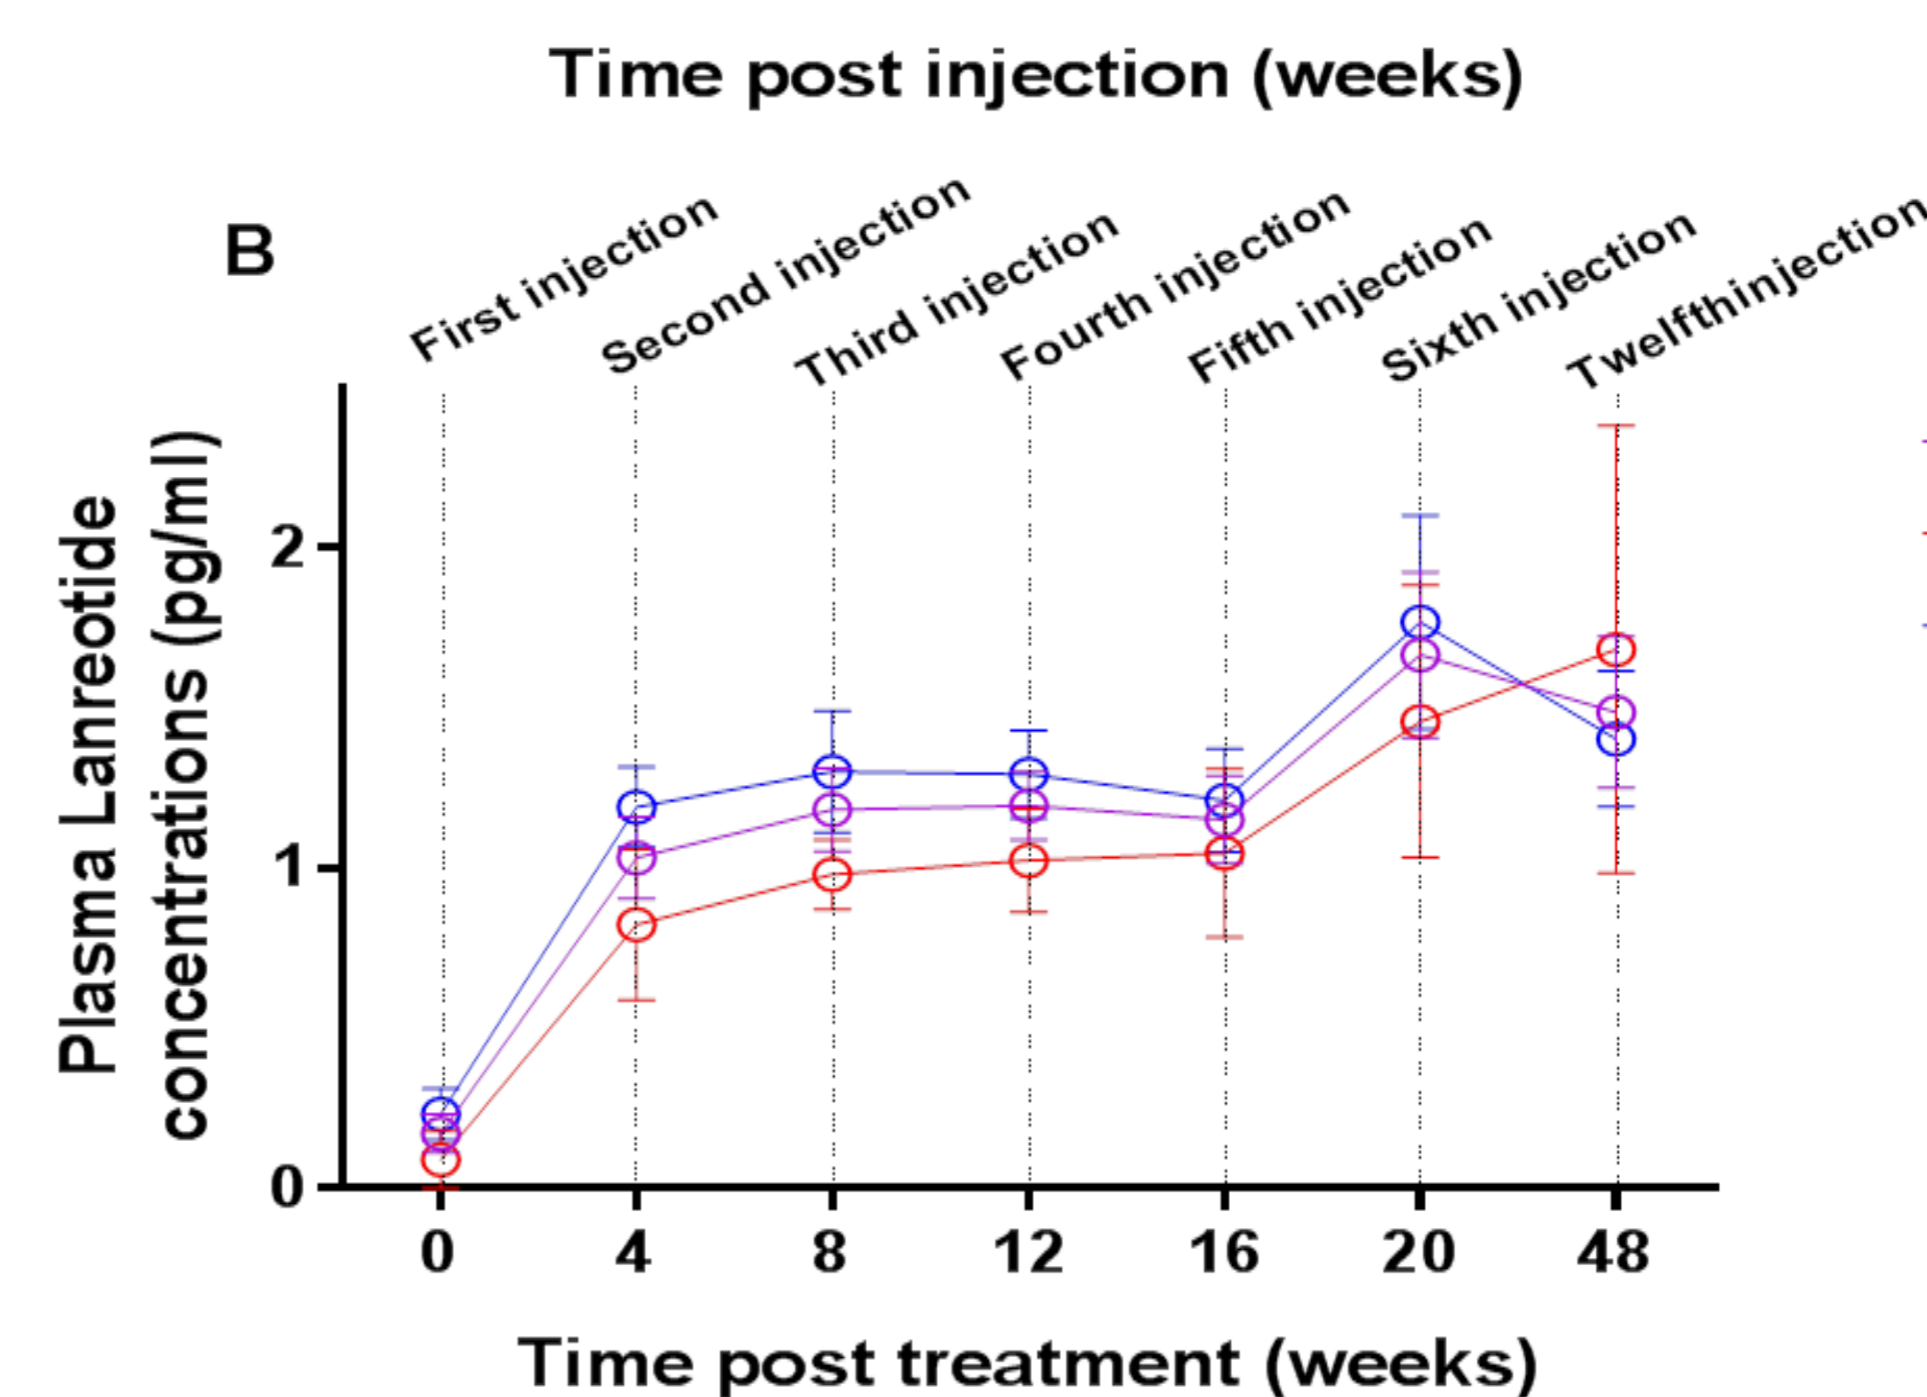 Time post injection (weeks)
B
First injection
Second injection
Third injection
Fourth injection
Fifth injection
Sixth injection
Twelfthinjection
Plasma Lanreotide
concentrations (pg/ml)
2
1
0
0 4 8 12 16 20 48
Time post treatment (weeks)